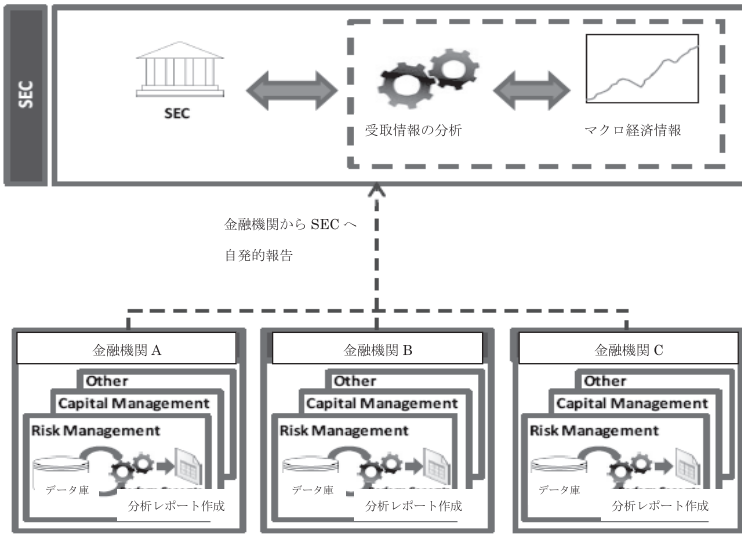 SEC
SEC
受取情報の分析
マクロ経済情報
金融機関から SEC へ
自発的報告
金融機関 A
Other
Capital Management
Risk Management
データ庫
分析レポート作成
金融機関 B
Other
Capital Management
Risk Management
データ庫
分析レポート作成
金融機関 C
Other
Capital Management
Risk Management
データ庫
分析レポート作成